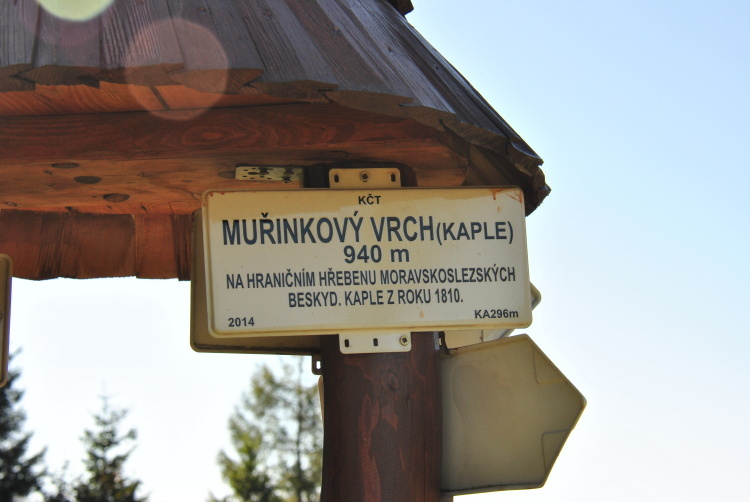 KČT
MUŘINKOVÝ VRCH (KAPLE)
940 m
NA HRANIČNÍM HŘEBENU MORAVSKOSLEZSKÝCH
BESKYD. KAPLE Z ROKU 1810.
2014 KA296m